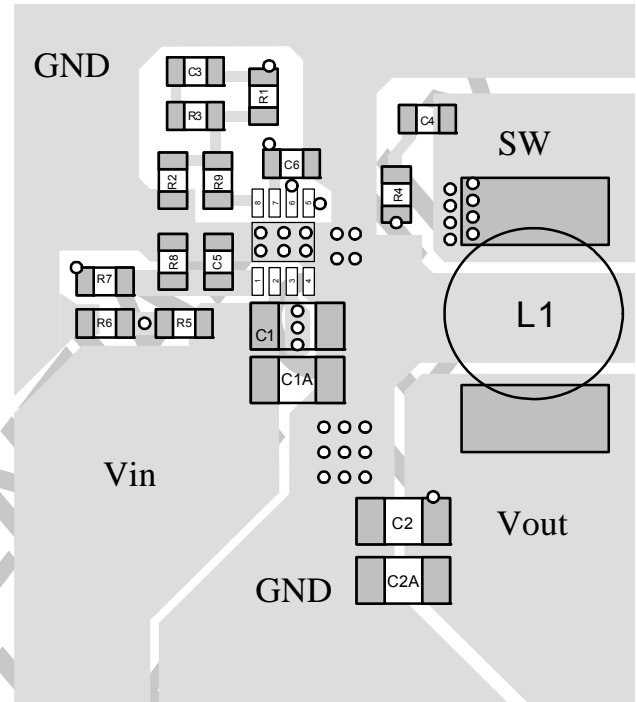 GND
C3
R3
R1
C4
SW
C6
R2
R9
R4
8 7 6 5
R8
C5
R7
1 2 3 4
R6
R5
C1
L1
C1A
Vin
C2
Vout
C2A
GND